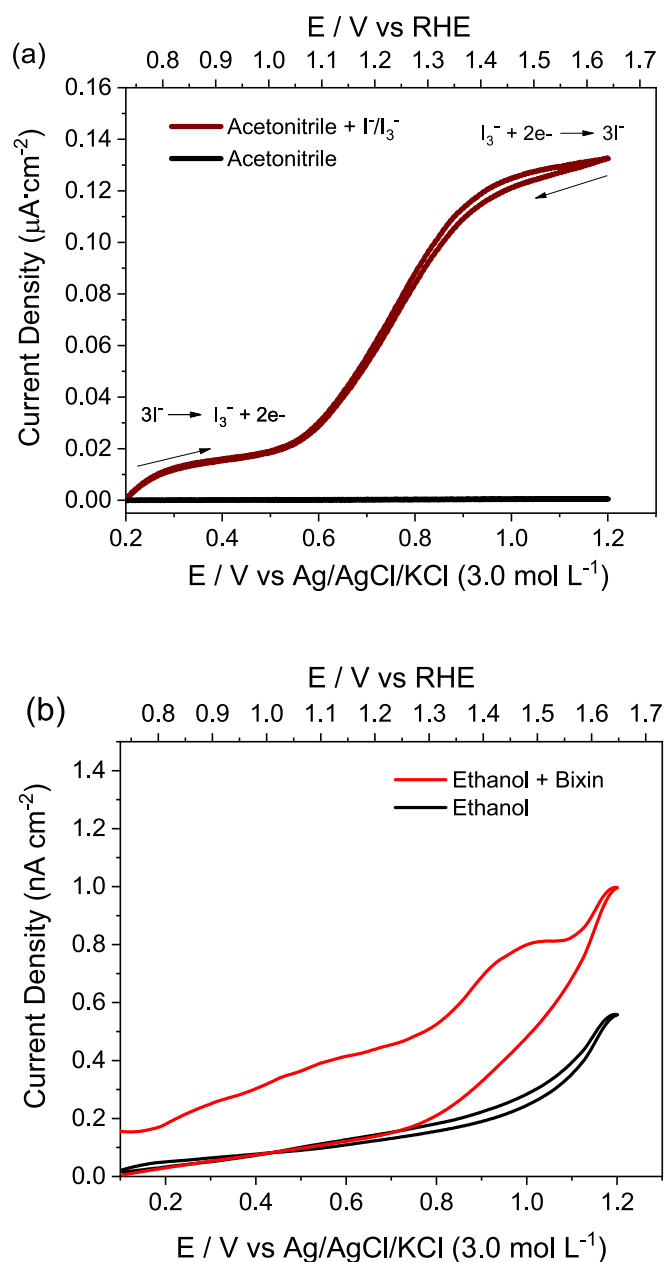 E / V vs RHE
(a)
0.8 0.9 1.0 1.1 1.2 1.3 1.4 1.5 1.6 1.7
0.16
0.14
0.12
0.10
0.08
0.06
0.04
0.02
0.00
Current Density (μA·cm⁻²)
Acetonitrile + I⁻/I₃⁻
Acetonitrile
I₃⁻ + 2e- → 3I⁻
3I⁻ → I₃⁻ + 2e-
0.2 0.4 0.6 0.8 1.0 1.2
E / V vs Ag/AgCl/KCl (3.0 mol L⁻¹)
E / V vs RHE
(b)
0.8 0.9 1.0 1.1 1.2 1.3 1.4 1.5 1.6 1.7
1.4
1.2
1.0
0.8
0.6
0.4
0.2
0.0
Current Density (nA cm⁻²)
Ethanol + Bixin
Ethanol
0.2 0.4 0.6 0.8 1.0 1.2
E / V vs Ag/AgCl/KCl (3.0 mol L⁻¹)